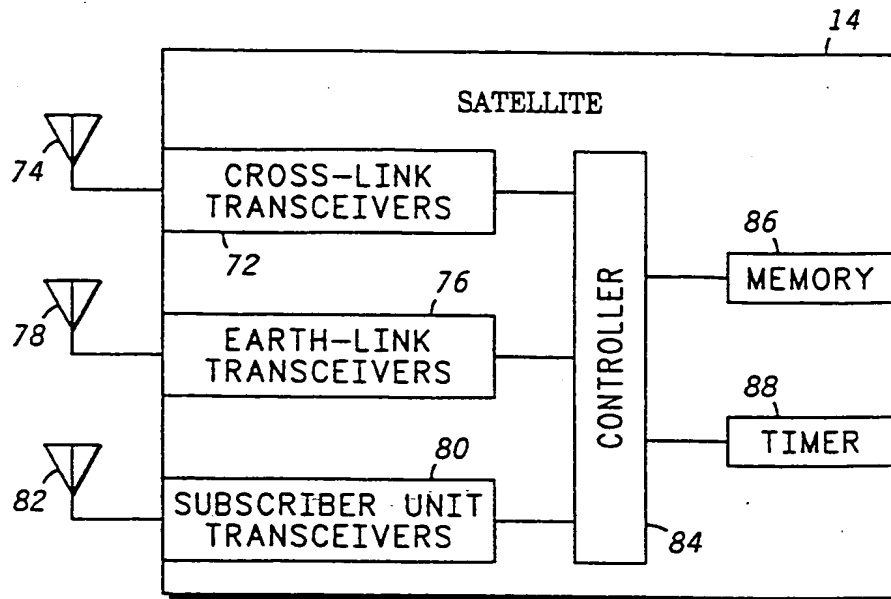 14
SATELLITE
74
CROSS-LINK
TRANSCEIVERS
72
86
MEMORY
76
78
EARTH-LINK
TRANSCEIVERS
CONTROLLER
88
TIMER
80
82
SUBSCRIBER UNIT
TRANSCEIVERS
84